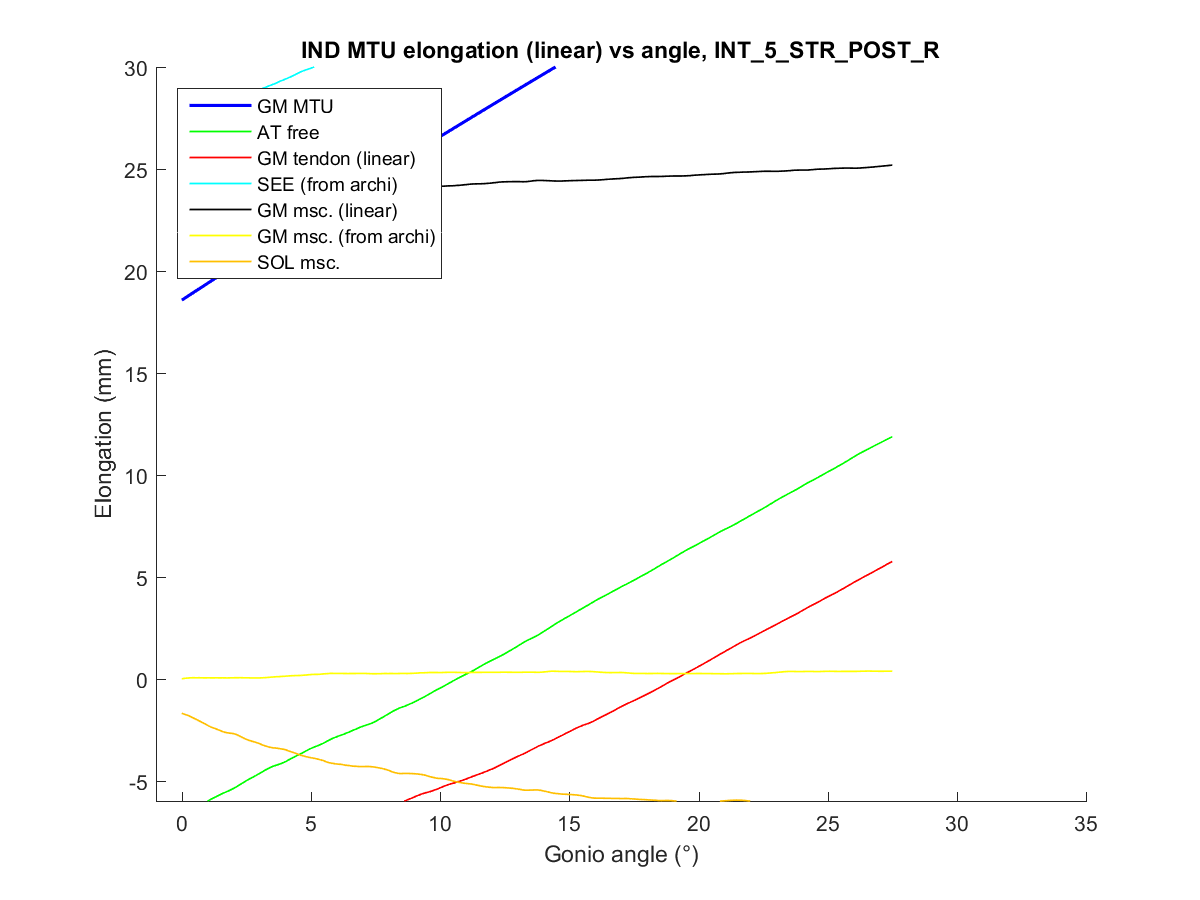 IND MTU elongation (linear) vs angle, INT_5_STR_POST_R
30
25
20
15
10
5
0
-5
Elongation (mm)
GM MTU
AT free
GM tendon (linear)
SEE (from archi)
GM msc. (linear)
GM msc. (from archi)
SOL msc.
0 5 10 15 20 25 30 35
Gonio angle (°)